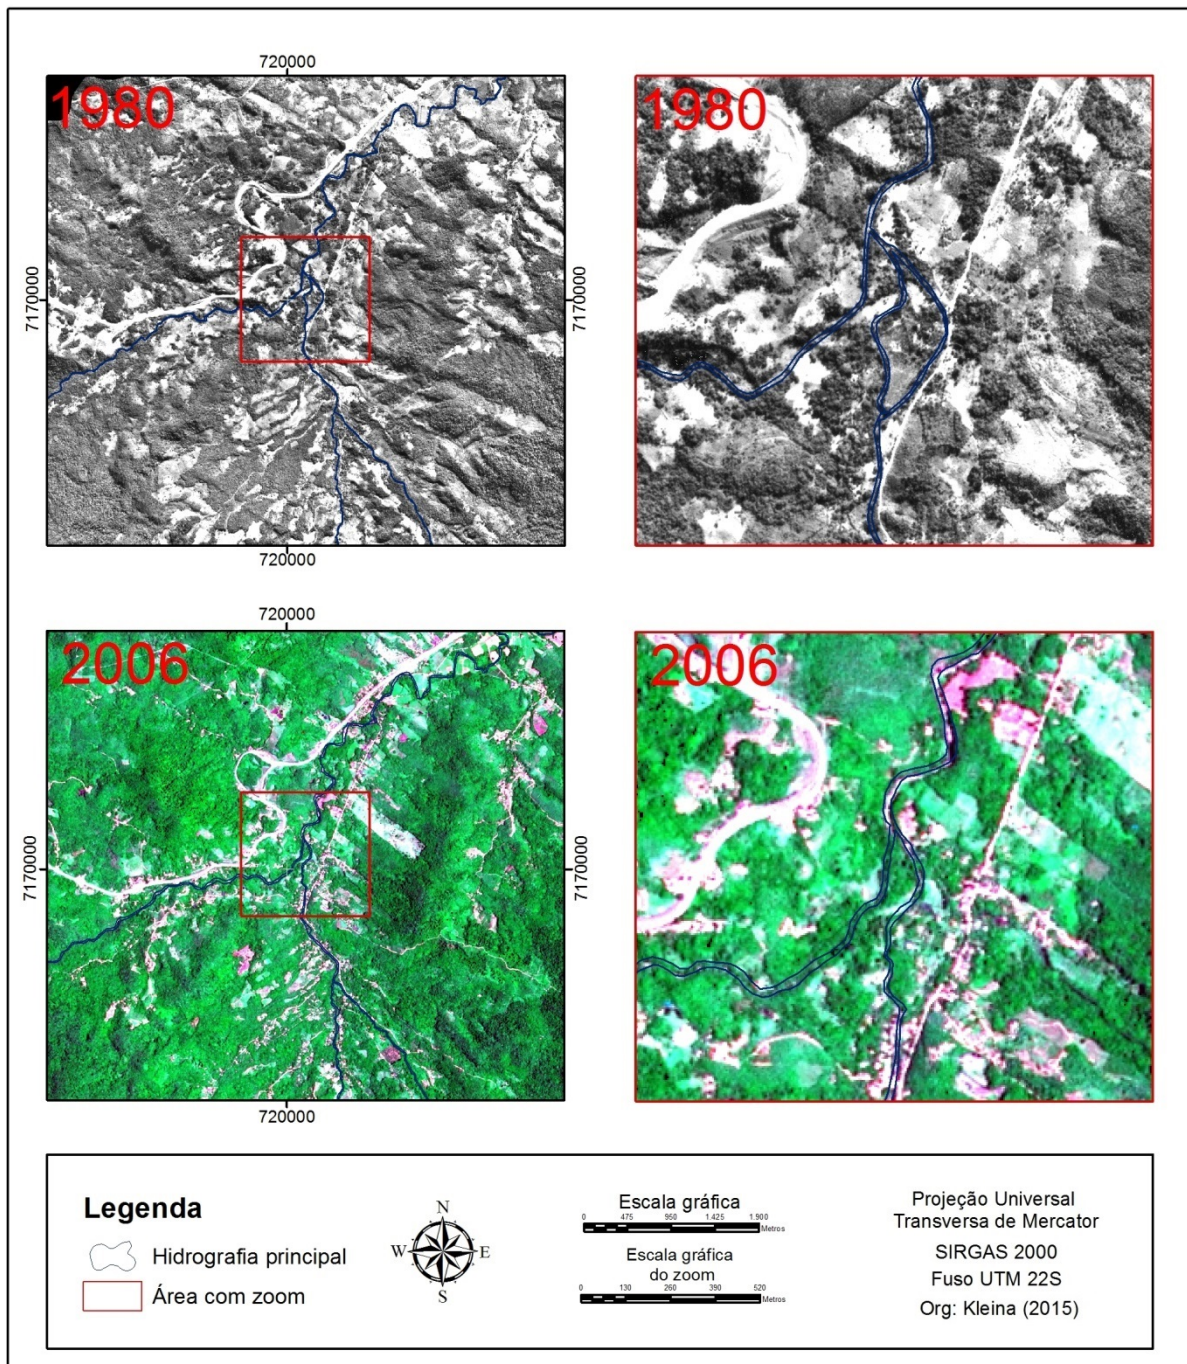 720000
1980
1980
7170000
7170000
720000
720000
2006
2006
7170000
7170000
720000
Legenda
Hidrografia principal
Área com zoom
N
W
E
S
Escala gráfica
0 475 950 1.425 1.900
Metros
Escala gráfica
do zoom
0 130 260 390 520
Metros
Projeção Universal
Transversa de Mercator
SIRGAS 2000
Fuso UTM 22S
Org: Kleina (2015)